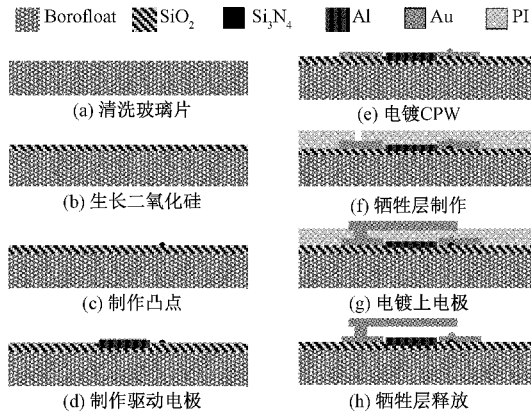 Borofloat SiO₂ Si₃N₄ Al Au PI
(a) 清洗玻璃片
(b) 生长二氧化硅
(c) 制作凸点
(d) 制作驱动电极
(e) 电镀CPW
(f) 牺牲层制作
(g) 电镀上电极
(h) 牺牲层释放